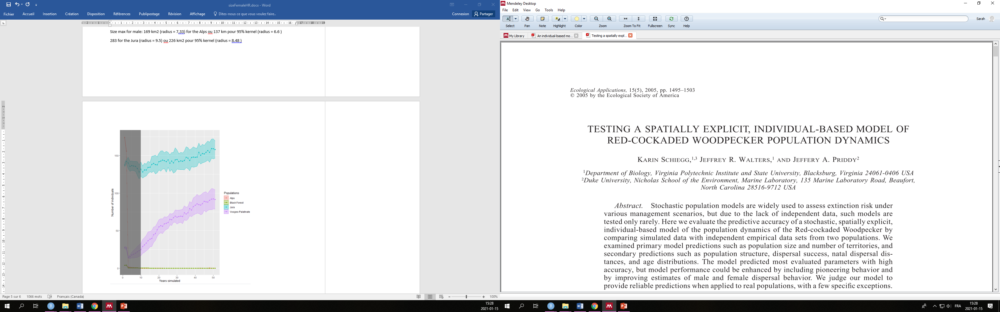 sizeFemaleHR.docx - Word
Fichier Accueil Insertion Création Disposition Références Publipostage Révision Affichage Dites-nous ce que vous voulez faire.. Connexion Partager
Size max for male: 169 km2 (radius = 7,33) for the Alps ou 137 km pour 95% kernel (radius = 6.6 )
283 for the Jura (radius = 9.5) ou 226 km2 pour 95% kernel (radius = 8.48 )
150
100
50
0
Number of individuals
0 10 20 30 40 50
Years simulated
Populations
Alps
Black Forest
Jura
Vosges-Palatinate
Page 5 sur 6 1066 mots Français (Canada) 100%
15:28
2021-01-15
Mendeley Desktop
File Edit View Go Tools Help
Select Pan Note Highlight Color Zoom Zoom To Fit Fullscreen Sync Help
Sarah
My Library An individual-based mo... Testing a spatially expl...
Ecological Applications, 15(5), 2005, pp. 1495–1503
© 2005 by the Ecological Society of America
TESTING A SPATIALLY EXPLICIT, INDIVIDUAL-BASED MODEL OF
RED-COCKADED WOODPECKER POPULATION DYNAMICS
KARIN SCHIEGG,1,3 JEFFREY R. WALTERS,1 AND JEFFERY A. PRIDDY2
1Department of Biology, Virginia Polytechnic Institute and State University, Blacksburg, Virginia 24061-0406 USA
2Duke University, Nicholas School of the Environment, Marine Laboratory, 135 Marine Laboratory Road, Beaufort,
North Carolina 28516-9712 USA
Abstract. Stochastic population models are widely used to assess extinction risk under
various management scenarios, but due to the lack of independent data, such models are
tested only rarely. Here we evaluate the predictive accuracy of a stochastic, spatially explicit,
individual-based model of the population dynamics of the Red-cockaded Woodpecker by
comparing simulated data with independent empirical data sets from two populations. We
examined primary model predictions such as population size and number of territories, and
secondary predictions such as population structure, dispersal success, natal dispersal dis-
tances, and age distributions. The model predicted most evaluated parameters with high
accuracy, but model performance could be enhanced by including pioneering behavior and
by improving estimates of male and female dispersal behavior. We judge our model to
provide reliable predictions when applied to real populations, with a few specific exceptions.
FRA
15:28
2021-01-15